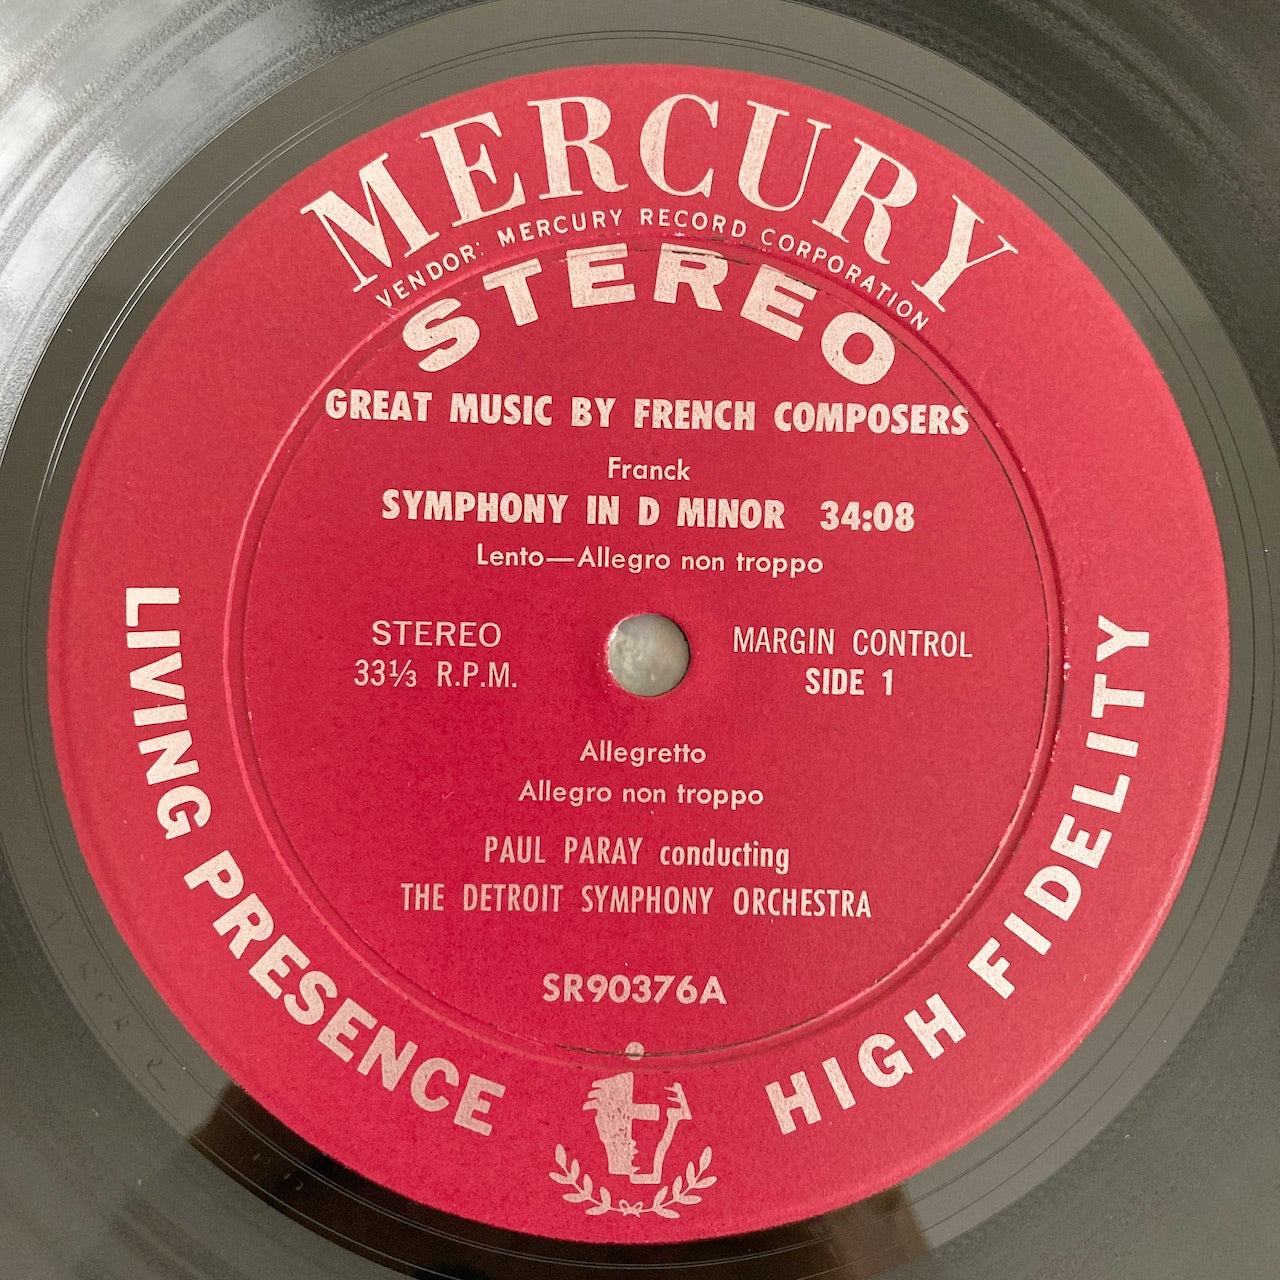 MERCURY
VENDOR: MERCURY RECORD CORPORATION
STEREO
GREAT MUSIC BY FRENCH COMPOSERS
Franck
SYMPHONY IN D MINOR 34:08
Lento—Allegro non troppo
STEREO
33⅓ R.P.M.
MARGIN CONTROL
SIDE 1
Allegretto
Allegro non troppo
PAUL PARAY conducting
THE DETROIT SYMPHONY ORCHESTRA
SR90376A
LIVING PRESENCE
HIGH FIDELITY